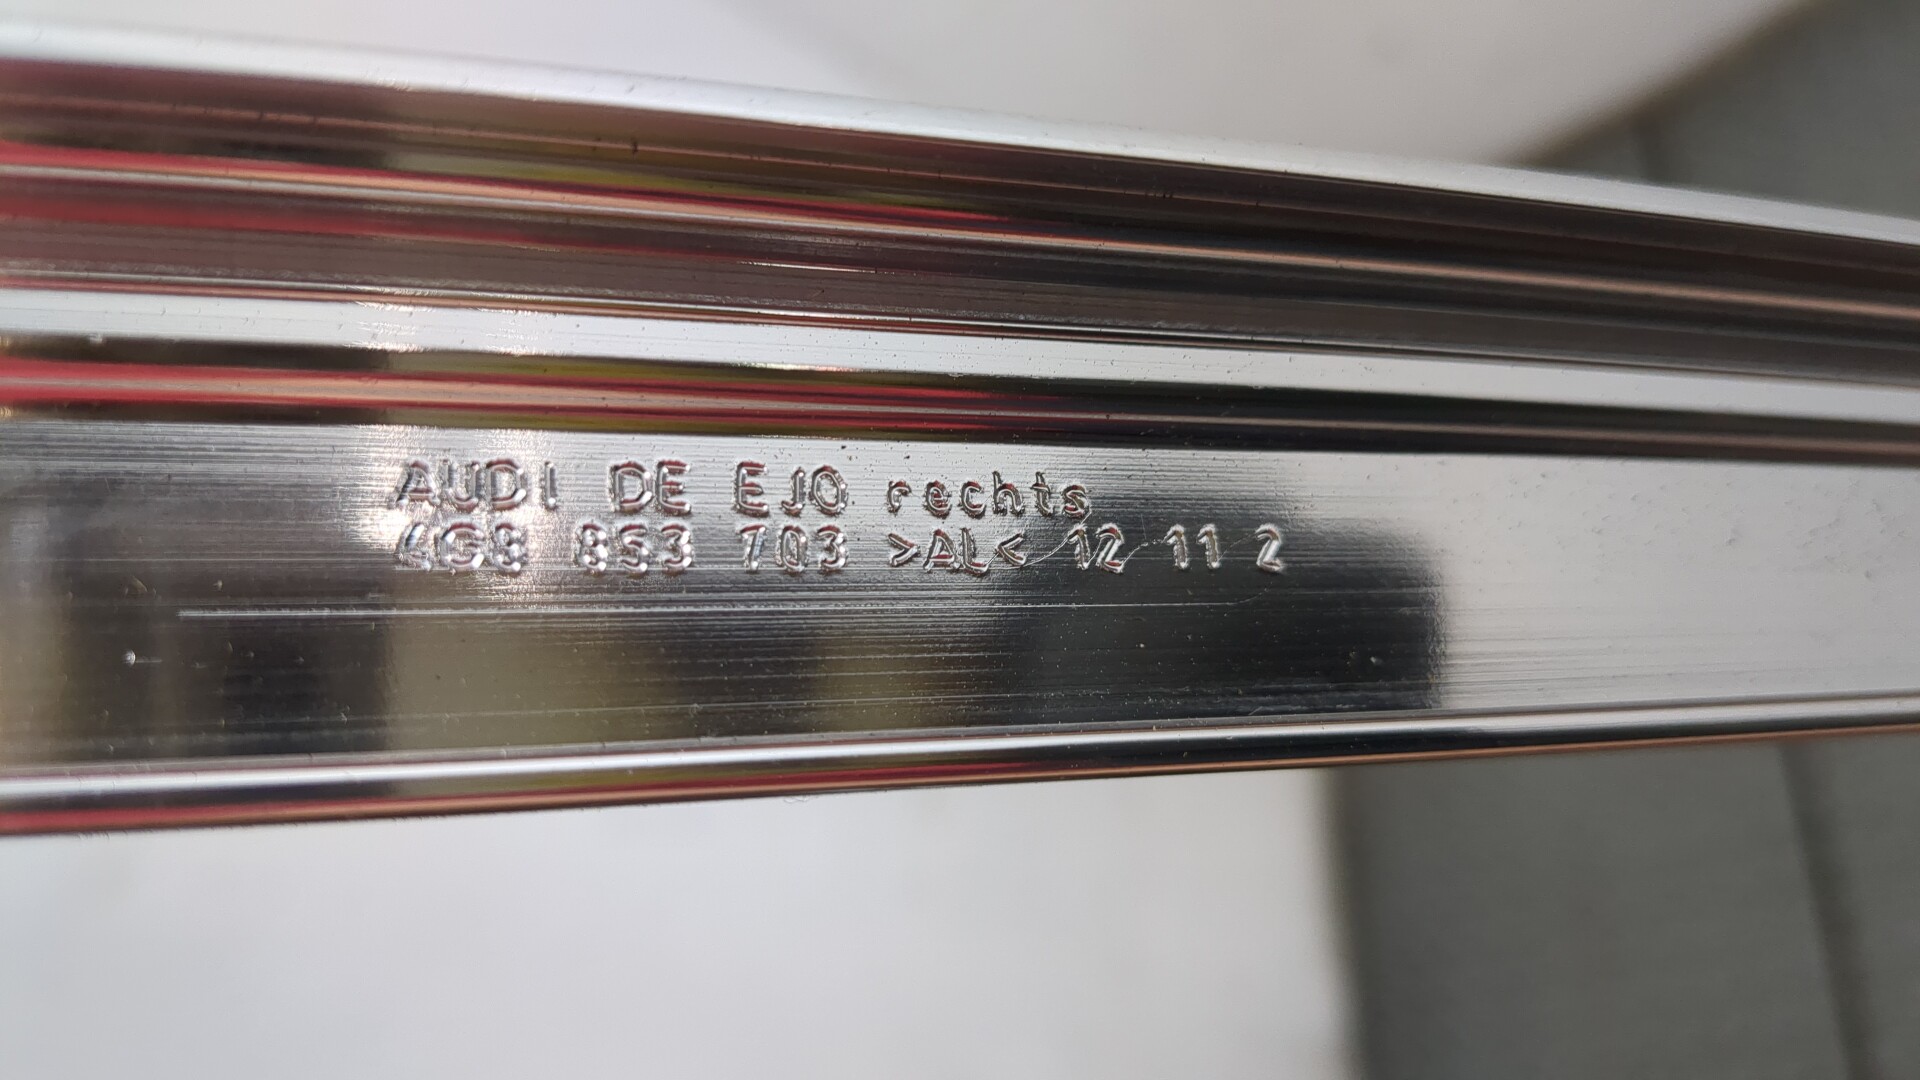 AUDI DE EJO rechts
4G8 853 703 >AL< 12 11 2